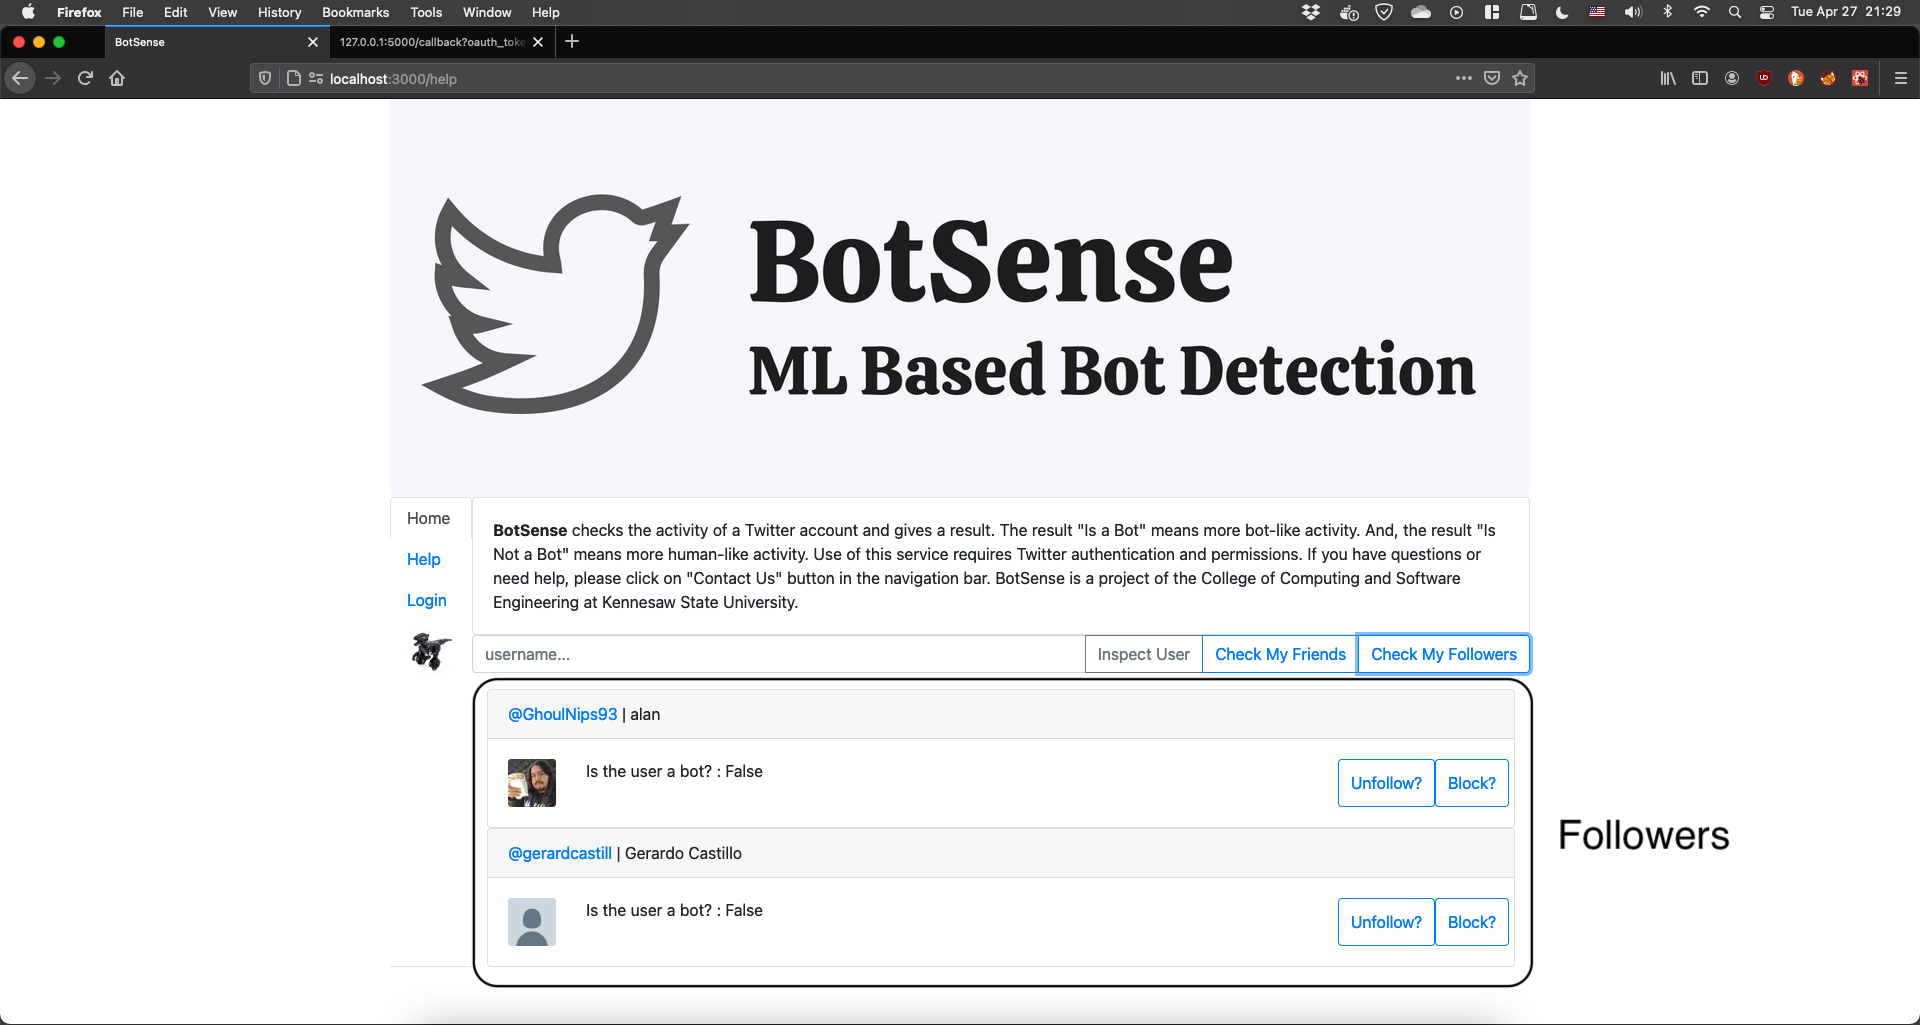 Firefox File Edit View History Bookmarks Tools Window Help Tue Apr 27 21:29
BotSense 127.0.0.1:5000/callback?oauth_toke
localhost:3000/help
BotSense
ML Based Bot Detection
Home
Help
Login
BotSense checks the activity of a Twitter account and gives a result. The result "Is a Bot" means more bot-like activity. And, the result "Is
Not a Bot" means more human-like activity. Use of this service requires Twitter authentication and permissions. If you have questions or
need help, please click on "Contact Us" button in the navigation bar. BotSense is a project of the College of Computing and Software
Engineering at Kennesaw State University.
username... Inspect User Check My Friends Check My Followers
@GhoulNips93 | alan
Is the user a bot? : False Unfollow? Block?
@gerardcastill | Gerardo Castillo
Is the user a bot? : False Unfollow? Block?
Followers